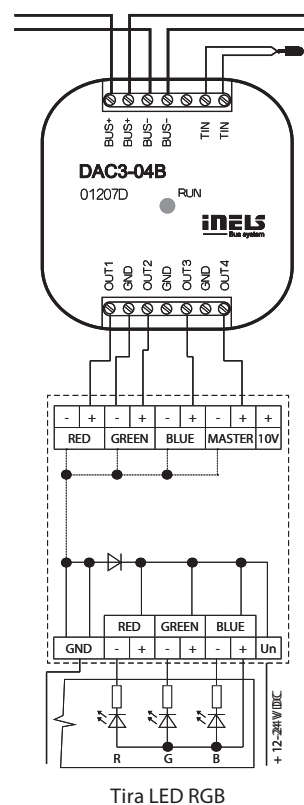 BUS+ BUS+ BUS- BUS- TIN TIN
DAC3-04B
01207D
RUN
iNELS
Bus system
OUT1 GND OUT2 GND OUT3 GND OUT4
- + - + - + - + +
RED GREEN BLUE MASTER 10V
RED GREEN BLUE
GND - + - + - + Un
R G B
+ 12-24V DC
Tira LED RGB